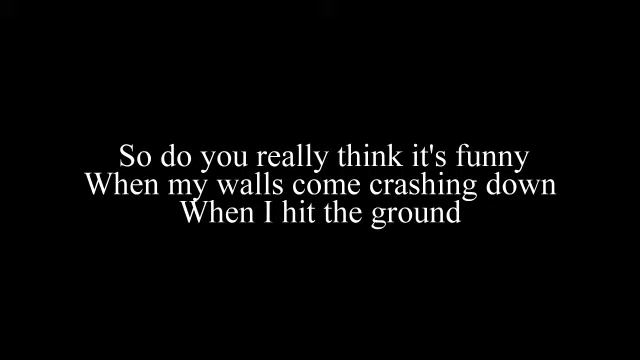 So do you really think it's funny
When my walls come crashing down
When I hit the ground